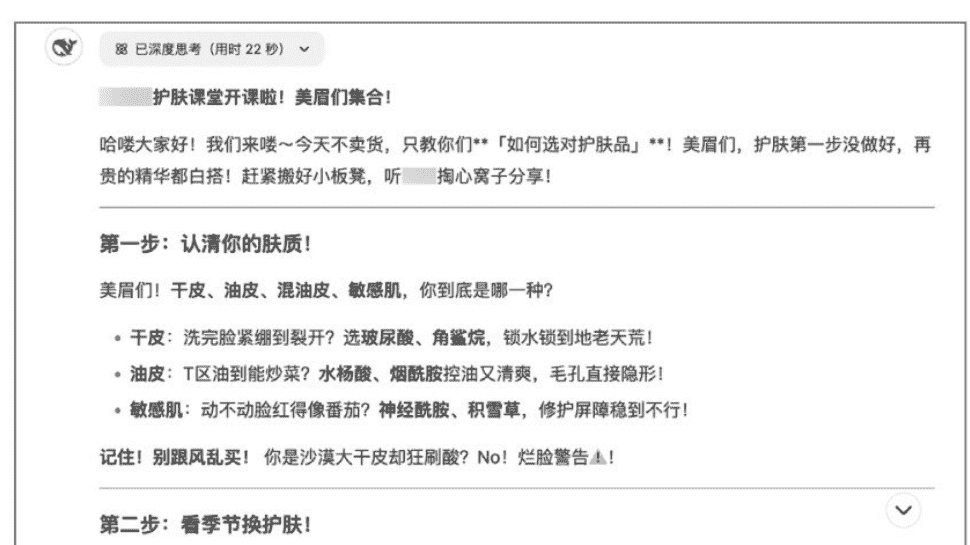 已深度思考（用时 22 秒）
护肤课堂开课啦！美眉们集合！
哈喽大家好！我们来喽～今天不卖货，只教你们**「如何选对护肤品」**！美眉们，护肤第一步没做好，再
贵的精华都白搭！赶紧搬好小板凳，听 掏心窝子分享！
第一步：认清你的肤质！
美眉们！干皮、油皮、混油皮、敏感肌，你到底是哪一种？
• 干皮：洗完脸紧绷到裂开？选玻尿酸、角鲨烷，锁水锁到地老天荒！
• 油皮：T区油到能炒菜？水杨酸、烟酰胺控油又清爽，毛孔直接隐形！
• 敏感肌：动不动脸红得像番茄？神经酰胺、积雪草，修护屏障稳到不行！
记住！别跟风乱买！ 你是沙漠大干皮却狂刷酸？No！烂脸警告⚠️！
第二步：看季节换护肤！